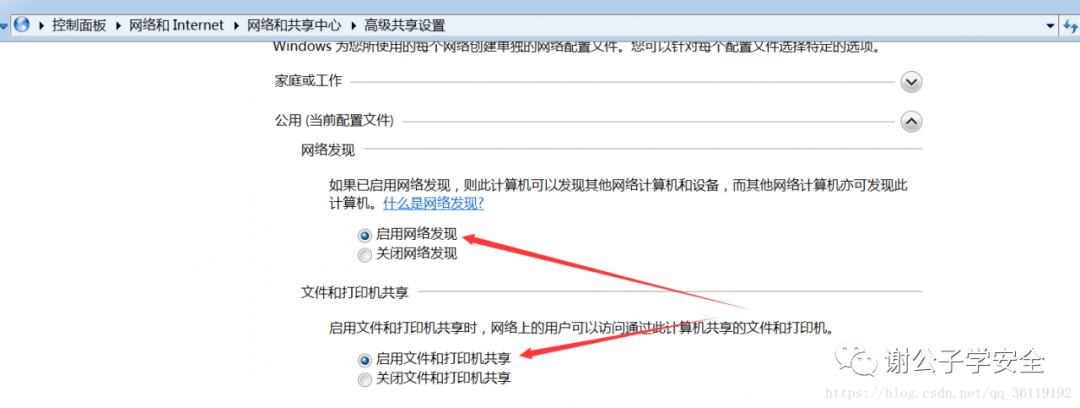 控制面板 ▸ 网络和 Internet ▸ 网络和共享中心 ▸ 高级共享设置
Windows 为您所使用的每个网络创建单独的网络配置文件。您可以针对每个配置文件选择特定的选项。
家庭或工作
公用 (当前配置文件)
网络发现
如果已启用网络发现，则此计算机可以发现其他网络计算机和设备，而其他网络计算机亦可发现此
计算机。什么是网络发现?
启用网络发现
关闭网络发现
文件和打印机共享
启用文件和打印机共享时，网络上的用户可以访问通过此计算机共享的文件和打印机。
启用文件和打印机共享
关闭文件和打印机共享
谢公子学安全
https://blog.csdn.net/qq_36119192